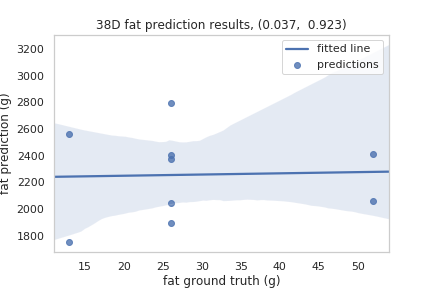 38D fat prediction results, (0.037,  0.923)
fitted line
predictions
fat prediction (g)
3200
3000
2800
2600
2400
2200
2000
1800
15 20 25 30 35 40 45 50
fat ground truth (g)